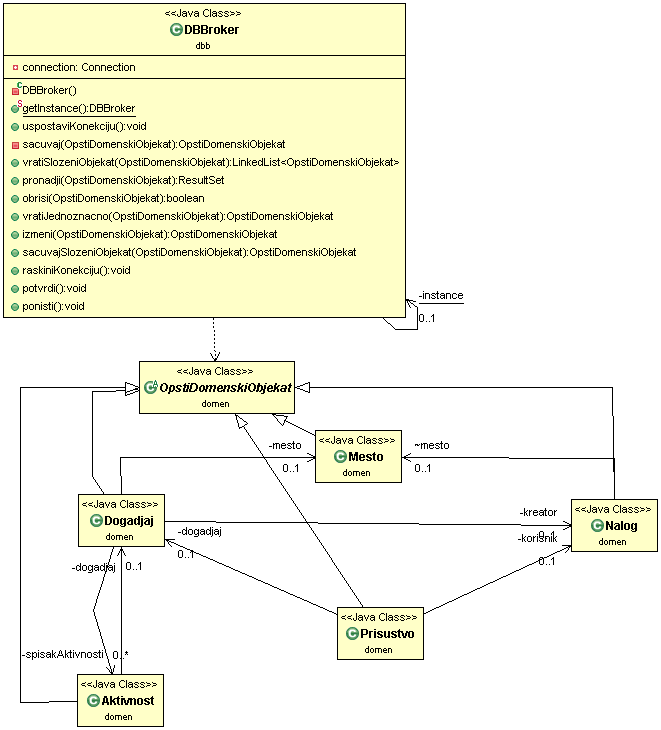 <<Java Class>>
DBBroker
dbb
connection: Connection
DBBroker()
getInstance():DBBroker
uspostaviKonekciju():void
sacuvaj(OpstiDomenskiObjekat):OpstiDomenskiObjekat
vratiSlozeniObjekat(OpstiDomenskiObjekat):LinkedList<OpstiDomenskiObjekat>
pronadji(OpstiDomenskiObjekat):ResultSet
obrisi(OpstiDomenskiObjekat):boolean
vratiJednoznacno(OpstiDomenskiObjekat):OpstiDomenskiObjekat
izmeni(OpstiDomenskiObjekat):OpstiDomenskiObjekat
sacuvajSlozeniObjekat(OpstiDomenskiObjekat):OpstiDomenskiObjekat
raskiniKonekciju():void
potvrdi():void
ponisti():void
-instance
0..1
<<Java Class>>
OpstiDomenskiObjekat
domen
<<Java Class>>
Mesto
domen
-mesto
0..1
~mesto
0..1
<<Java Class>>
Dogadjaj
domen
<<Java Class>>
Nalog
domen
-kreator
0..1
-korisnik
0..1
-dogadjaj
0..1
-dogadjaj
0..1
<<Java Class>>
Prisustvo
domen
-spisakAktivnosti
0..*
<<Java Class>>
Aktivnost
domen